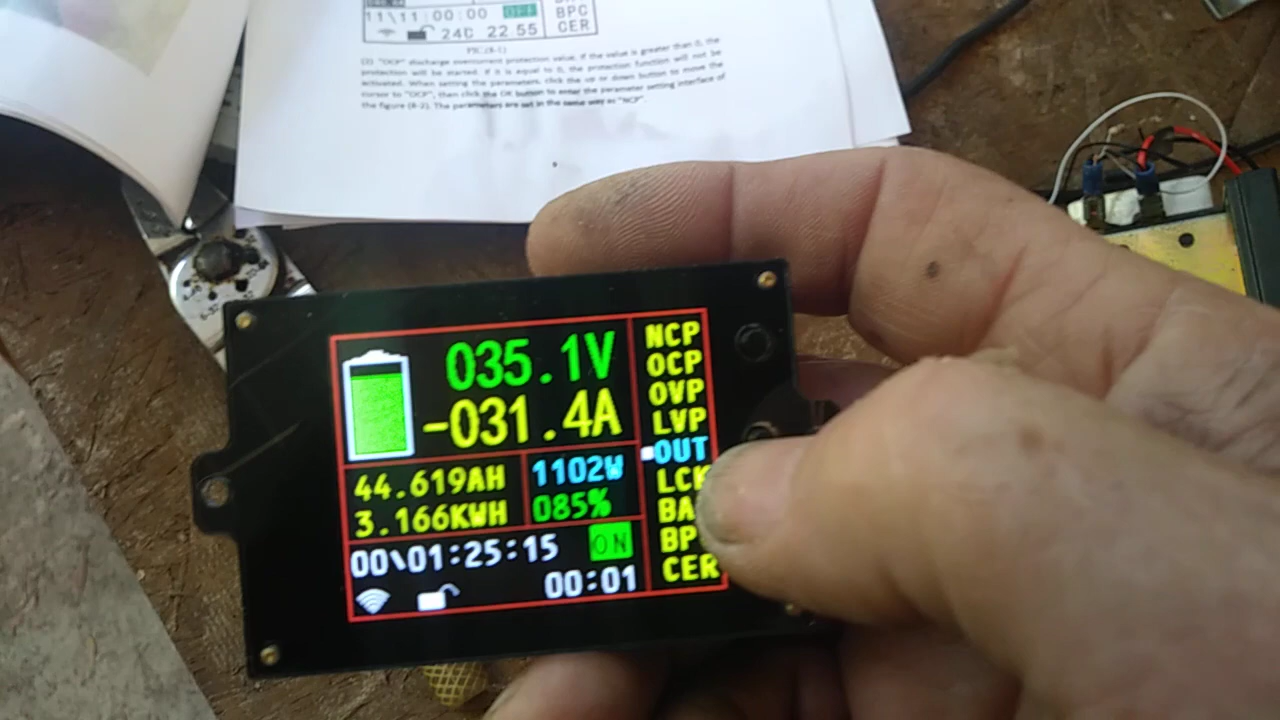 11\11:00:00 OFF
BPC
24C 22.55 CER
PIC(8-1)
(2) "OCP" discharge overcurrent protection value, if the value is greater than 0, the
protection will be started. If it is equal to 0, the protection function will not be
activated. When setting the parameters, click the up or down button to move the
cursor to "OCP", then click the OK button to enter the parameter setting interface of
the figure (8-2). The parameters are set in the same way as "NCP".
035.1V
-031.4A
44.619AH
3.166KWH
1102W
085%
00\01:25:15 ON
00:01
NCP
OCP
OVP
LVP
OUT
LCK
BA
BP
CER